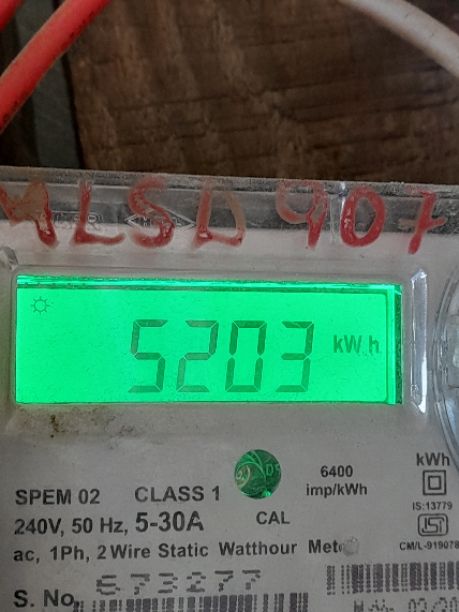 MLSD 907
5203 kWh
6400
imp/kWh
kWh
SPEM 02 CLASS 1
240V, 50 Hz, 5-30A CAL
IS:13779
CM/L-919078
ac, 1Ph, 2 Wire Static Watthour Meter
S. No. 673277